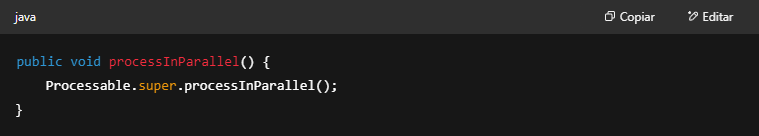 java Copiar Editar
public void processInParallel() {
    Processable.super.processInParallel();
}